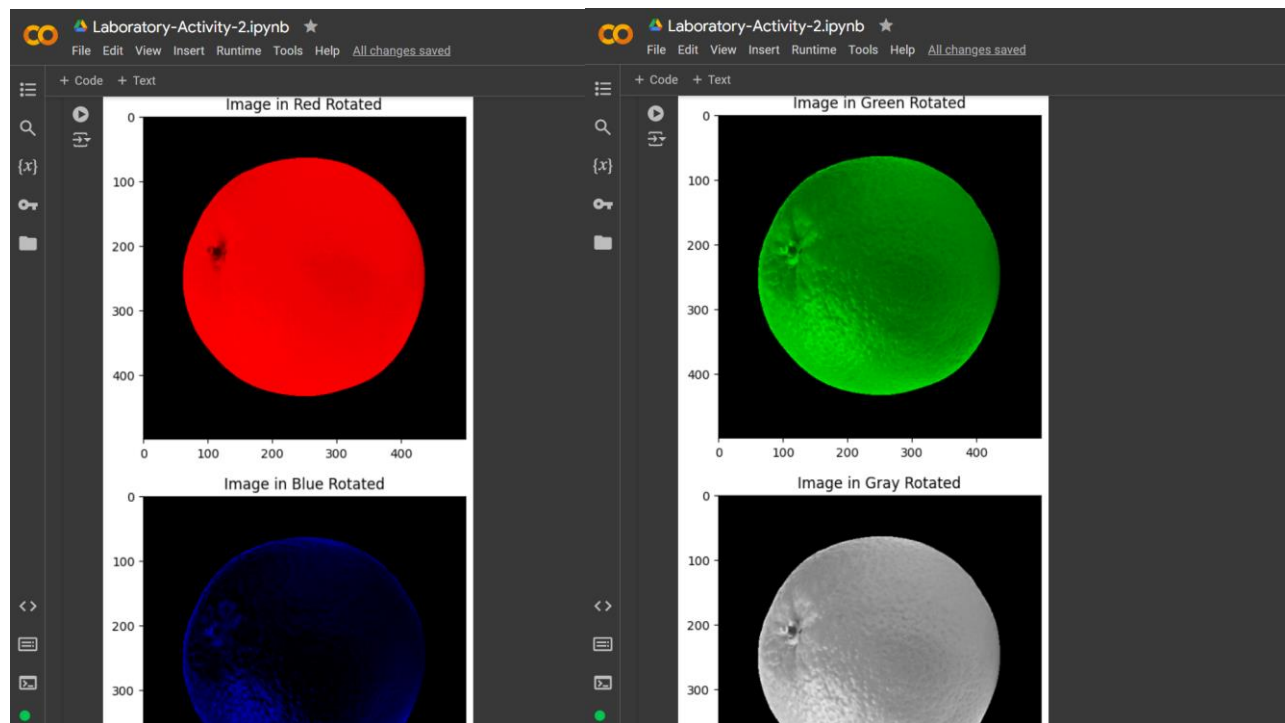 Laboratory-Activity-2.ipynb
File Edit View Insert Runtime Tools Help All changes saved
+ Code + Text
{x}
Image in Red Rotated
0
100
200
300
400
0 100 200 300 400
Image in Blue Rotated
0
100
200
300
Laboratory-Activity-2.ipynb
File Edit View Insert Runtime Tools Help All changes saved
+ Code + Text
{x}
Image in Green Rotated
0
100
200
300
400
0 100 200 300 400
Image in Gray Rotated
0
100
200
300